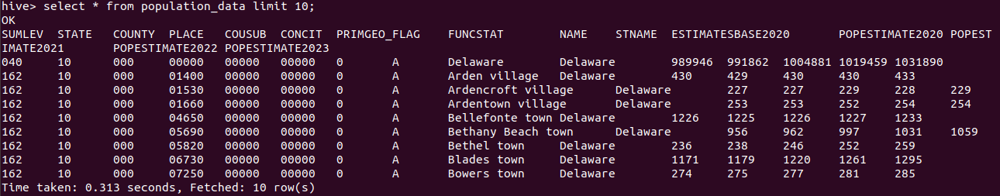 hive> select * from population_data limit 10;
OK
SUMLEV STATE COUNTY PLACE COUSUB CONCIT PRIMGEO_FLAG FUNCSTAT NAME STNAME ESTIMATESBASE2020 POPESTIMATE2020 POPEST
IMATE2021 POPESTIMATE2022 POPESTIMATE2023
040 10 000 00000 00000 00000 0 A Delaware Delaware 989946 991862 1004881 1019459 1031890
162 10 000 01400 00000 00000 0 A Arden village Delaware 430 429 430 430 433
162 10 000 01530 00000 00000 0 A Ardencroft village Delaware 227 227 229 228 229
162 10 000 01660 00000 00000 0 A Ardentown village Delaware 253 253 252 254 254
162 10 000 04650 00000 00000 0 A Bellefonte town Delaware 1226 1225 1226 1227 1233
162 10 000 05690 00000 00000 0 A Bethany Beach town Delaware 956 962 997 1031 1059
162 10 000 05820 00000 00000 0 A Bethel town Delaware 236 238 246 252 259
162 10 000 06730 00000 00000 0 A Blades town Delaware 1171 1179 1220 1261 1295
162 10 000 07250 00000 00000 0 A Bowers town Delaware 274 275 277 281 285
Time taken: 0.313 seconds, Fetched: 10 row(s)